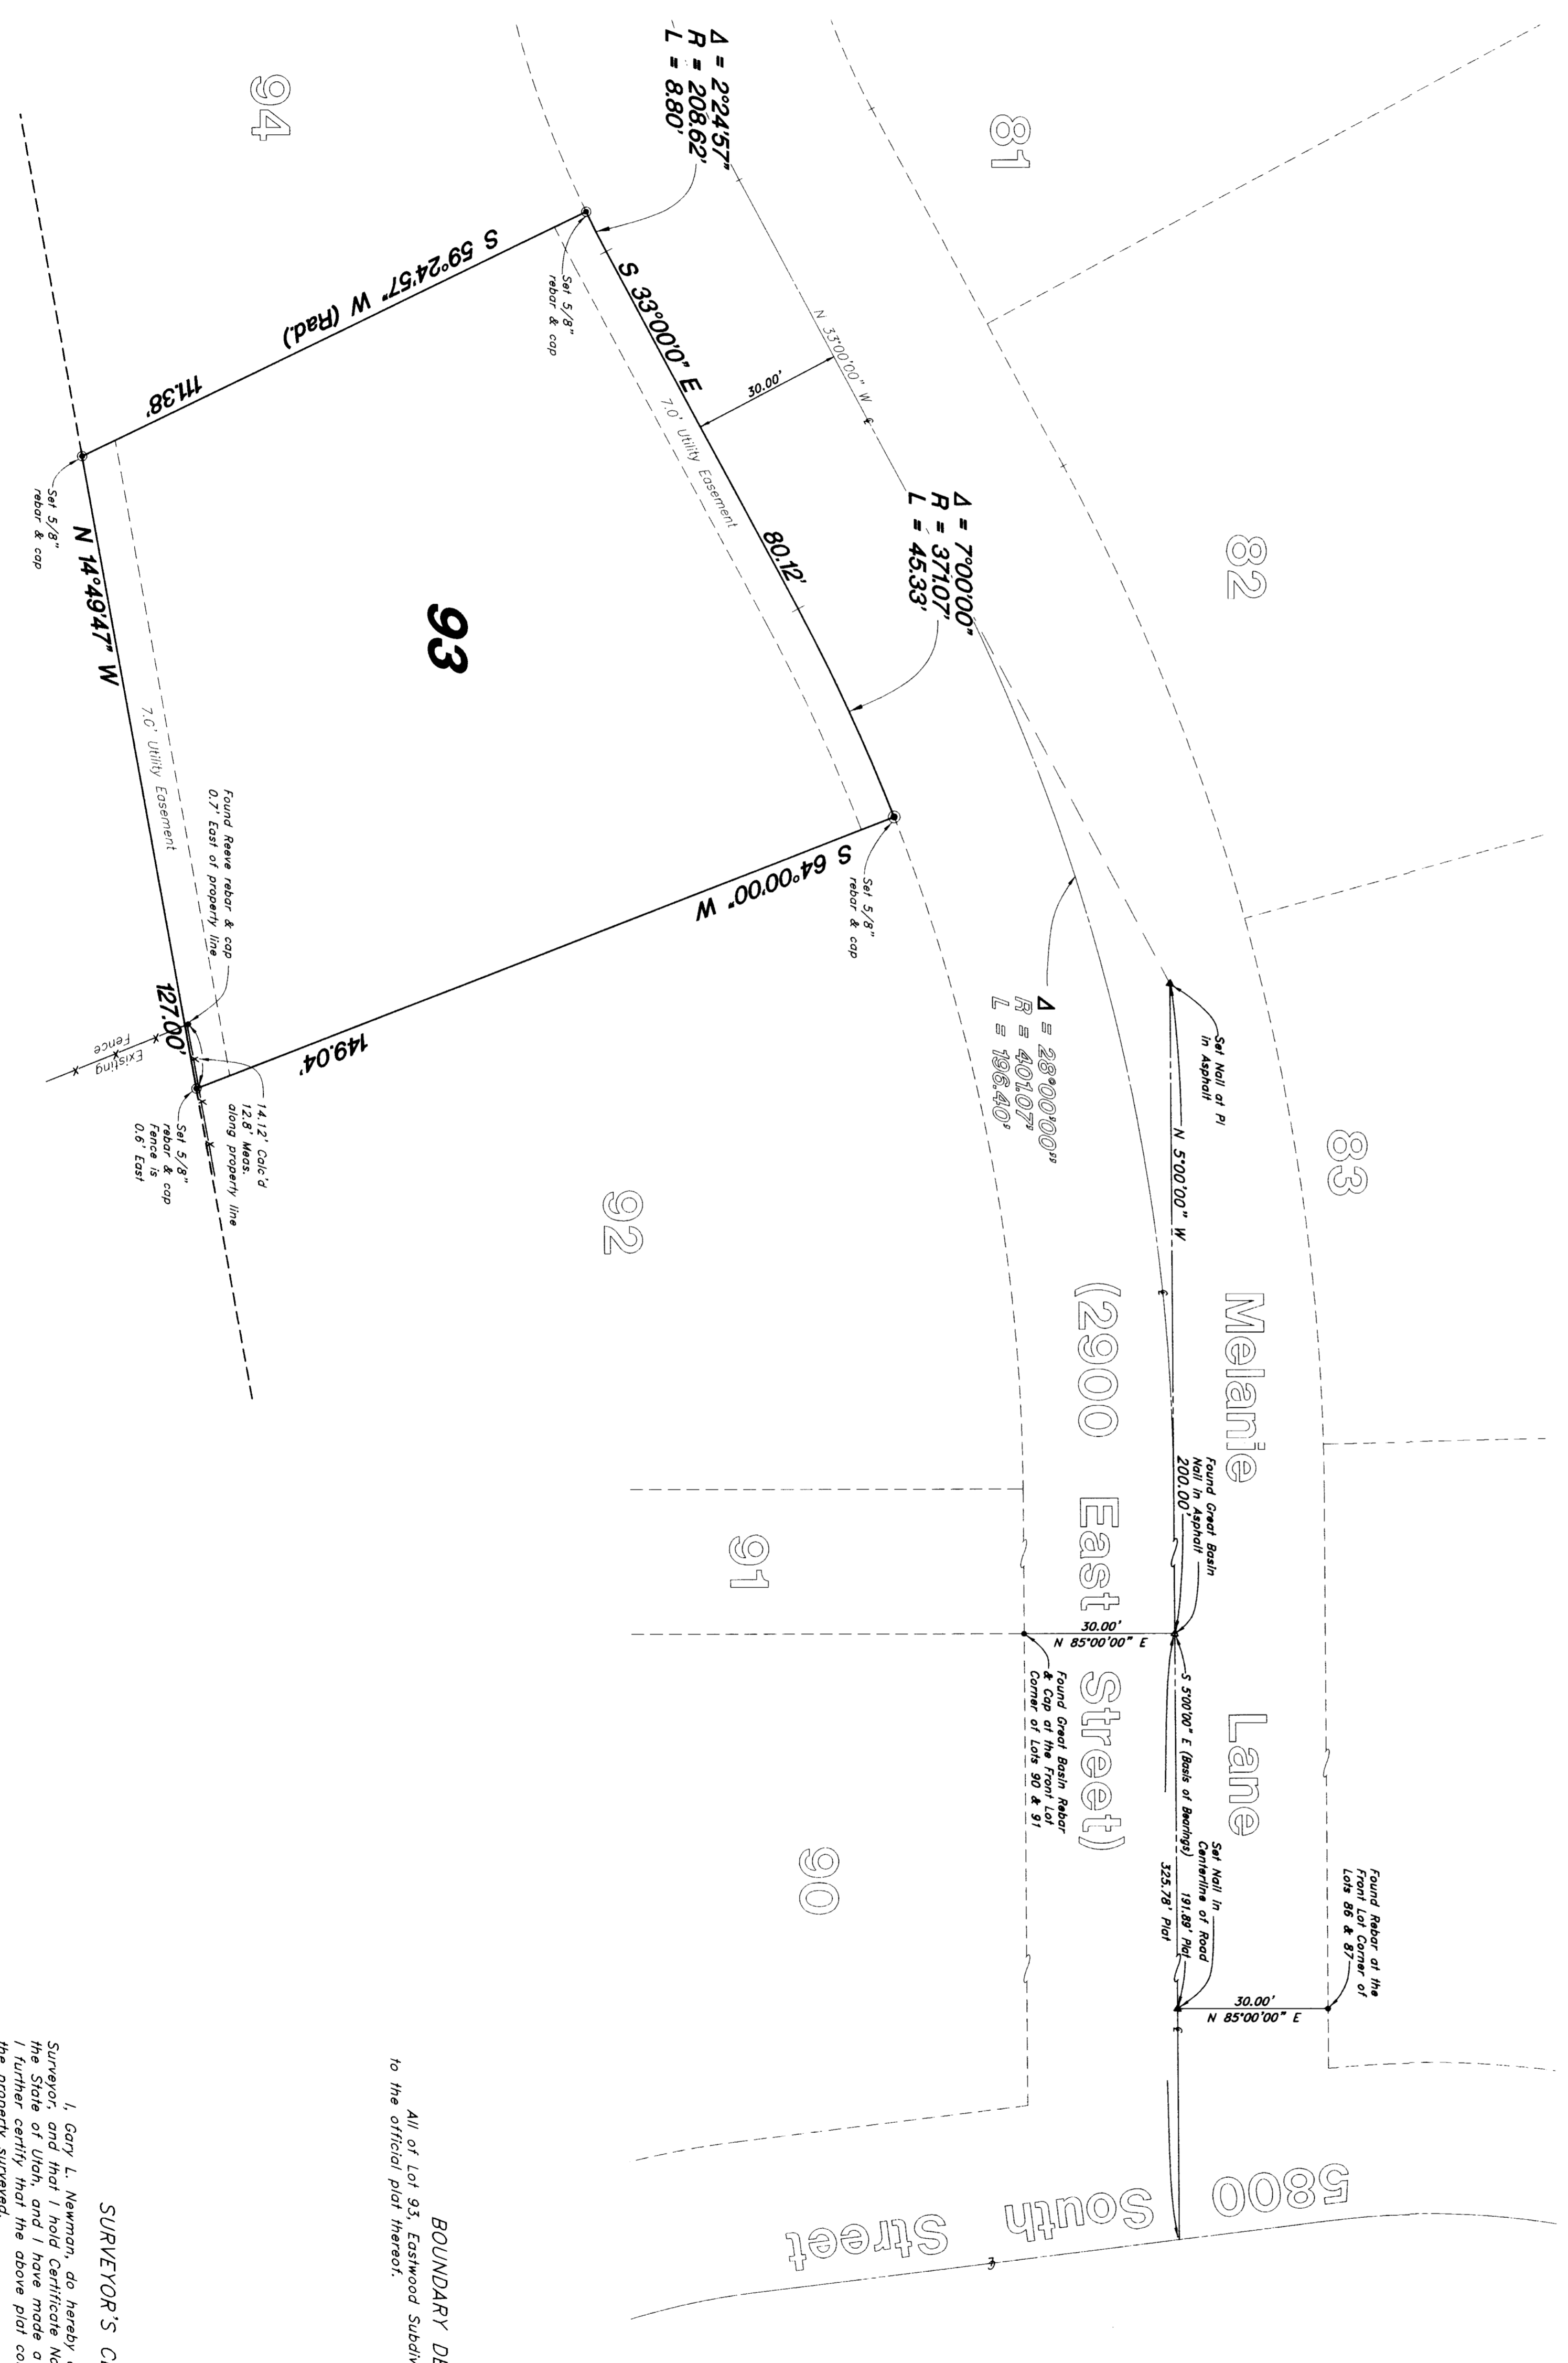 94
81
82
83
93
92
91
90
Δ = 2°24'57"
R = 208.62'
L = 8.80'
S 59°24'57" W (Rad.)
111.38'
Set 5/8"
rebar & cap
S 33°00'0" E
80.12'
7.0' Utility Easement
30.00'
N 33°00'00" W
Δ = 7°00'00"
R = 371.07'
L = 45.33'
Set 5/8"
rebar & cap
N 14°49'47" W
127.00'
7.0' Utility Easement
Found Reeve rebar & cap
0.7' East of property line
Existing
Fence
S 64°00'00" W
149.04'
Set 5/8"
rebar & cap
14.12' Calc'd
12.8' Meas.
along property line
Set 5/8"
rebar & cap
Fence is
0.6' East
Δ = 28°00'00"
R = 401.07'
L = 196.40'
Set Nail at PI
in Asphalt
N 5°00'00" W
Melanie Lane
(2900 East Street)
Found Great Basin
Nail in Asphalt
200.00'
30.00'
N 85°00'00" E
Found Great Basin Rebar
& Cap at the Front Lot
Corner of Lots 90 & 91
S 5°00'00" E (Basis of Bearings)
191.89' Plat
325.78' Plat
Set Nail in
Centerline of Road
Found Rebar at the
Front Lot Corner of
Lots 86 & 87
30.00'
N 85°00'00" E
5800 South Street
BOUNDARY DE
All of Lot 93, Eastwood Subdiv
to the official plat thereof.
SURVEYOR'S C
I, Gary L. Newman, do hereby
Surveyor, and that I hold Certificate No
the State of Utah, and I have made a
I further certify that the above plat co
the property surveyed.